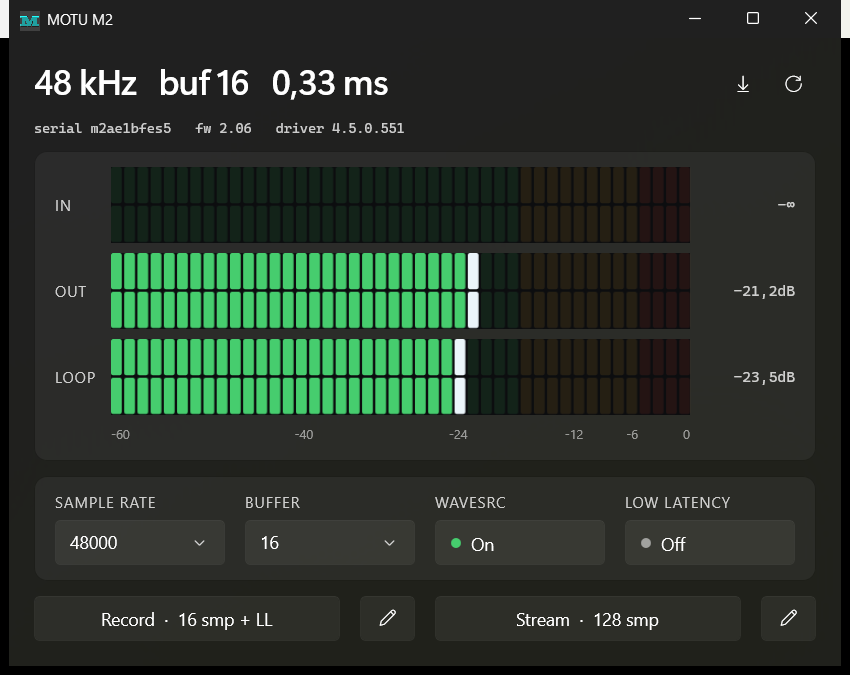 MOTU M2
48 kHz buf 16 0,33 ms
serial m2ae1bfes5 fw 2.06 driver 4.5.0.551
IN −∞
OUT −21,2dB
LOOP −23,5dB
-60 -40 -24 -12 -6 0
SAMPLE RATE BUFFER WAVESRC LOW LATENCY
48000 16 On Off
Record · 16 smp + LL Stream · 128 smp